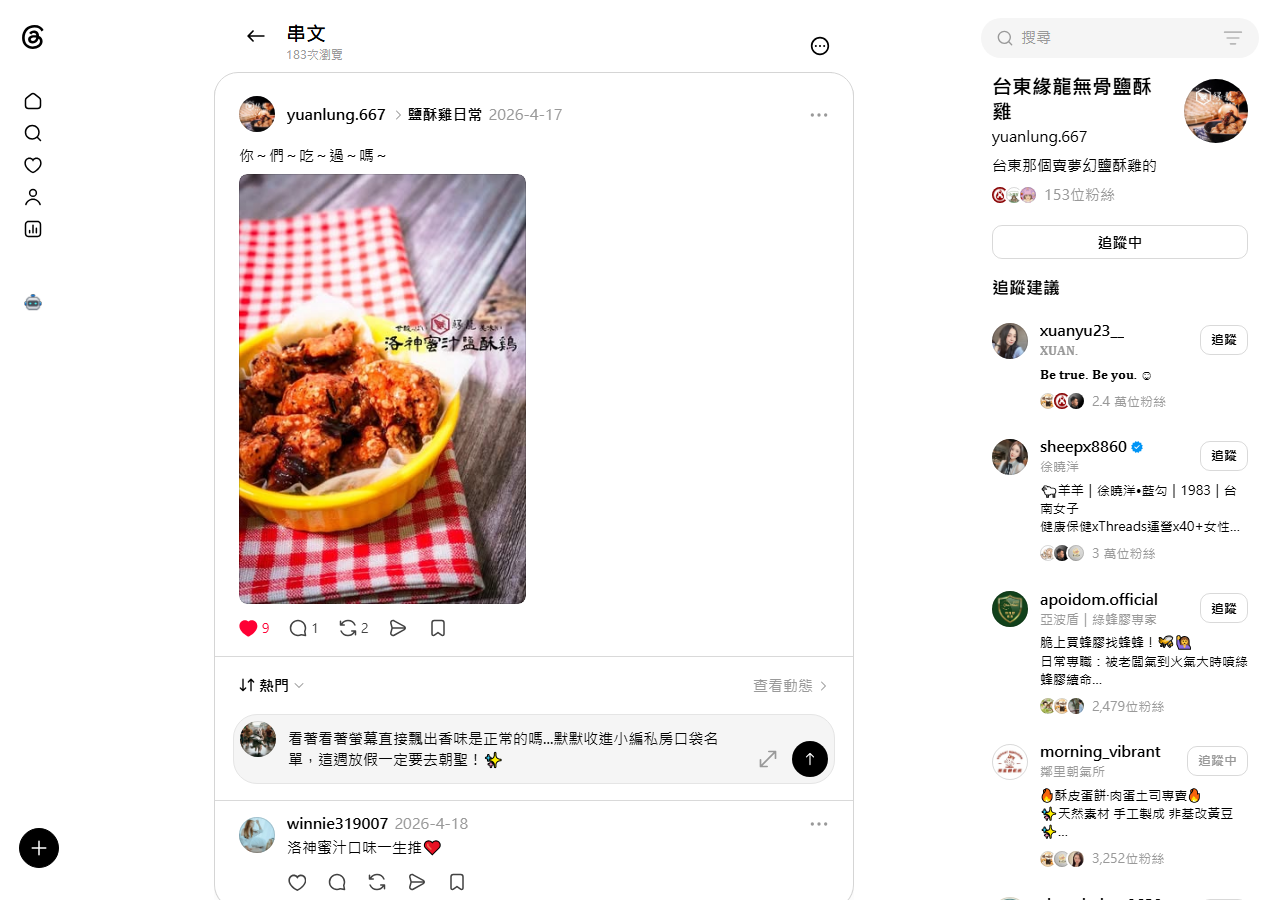 串文
183次瀏覽
yuanlung.667 > 鹽酥雞日常 2026-4-17
你～們～吃～過～嗎～
緣龍
洛神蜜汁鹽酥鷄
9 1 2
熱門
查看動態
看著看著螢幕直接飄出香味是正常的嗎...默默收進小編私房口袋名
單，這週放假一定要去朝聖！✨
winnie319007 2026-4-18
洛神蜜汁口味一生推❤️
搜尋
台東緣龍無骨鹽酥
雞
yuanlung.667
台東那個賣夢幻鹽酥雞的
153位粉絲
追蹤中
追蹤建議
xuanyu23__
追蹤
XUAN.
Be true. Be you. ☺
2.4 萬位粉絲
sheepx8860
追蹤
徐曉洋
🐑羊羊｜徐曉洋•藍勾｜1983｜台
南女子
健康保健xThreads運營x40+女性...
3 萬位粉絲
apoidom.official
追蹤
亞波盾｜綠蜂膠專家
脆上買蜂膠找蜂蜂！🐝🙋
日常專職：被老闆氣到火氣大時噴綠
蜂膠續命...
2,479位粉絲
morning_vibrant
追蹤中
鄰里朝氣所
🔥酥皮蛋餅·肉蛋土司專賣🔥
✨天然素材 手工製成 非基改黃豆
✨...
3,252位粉絲